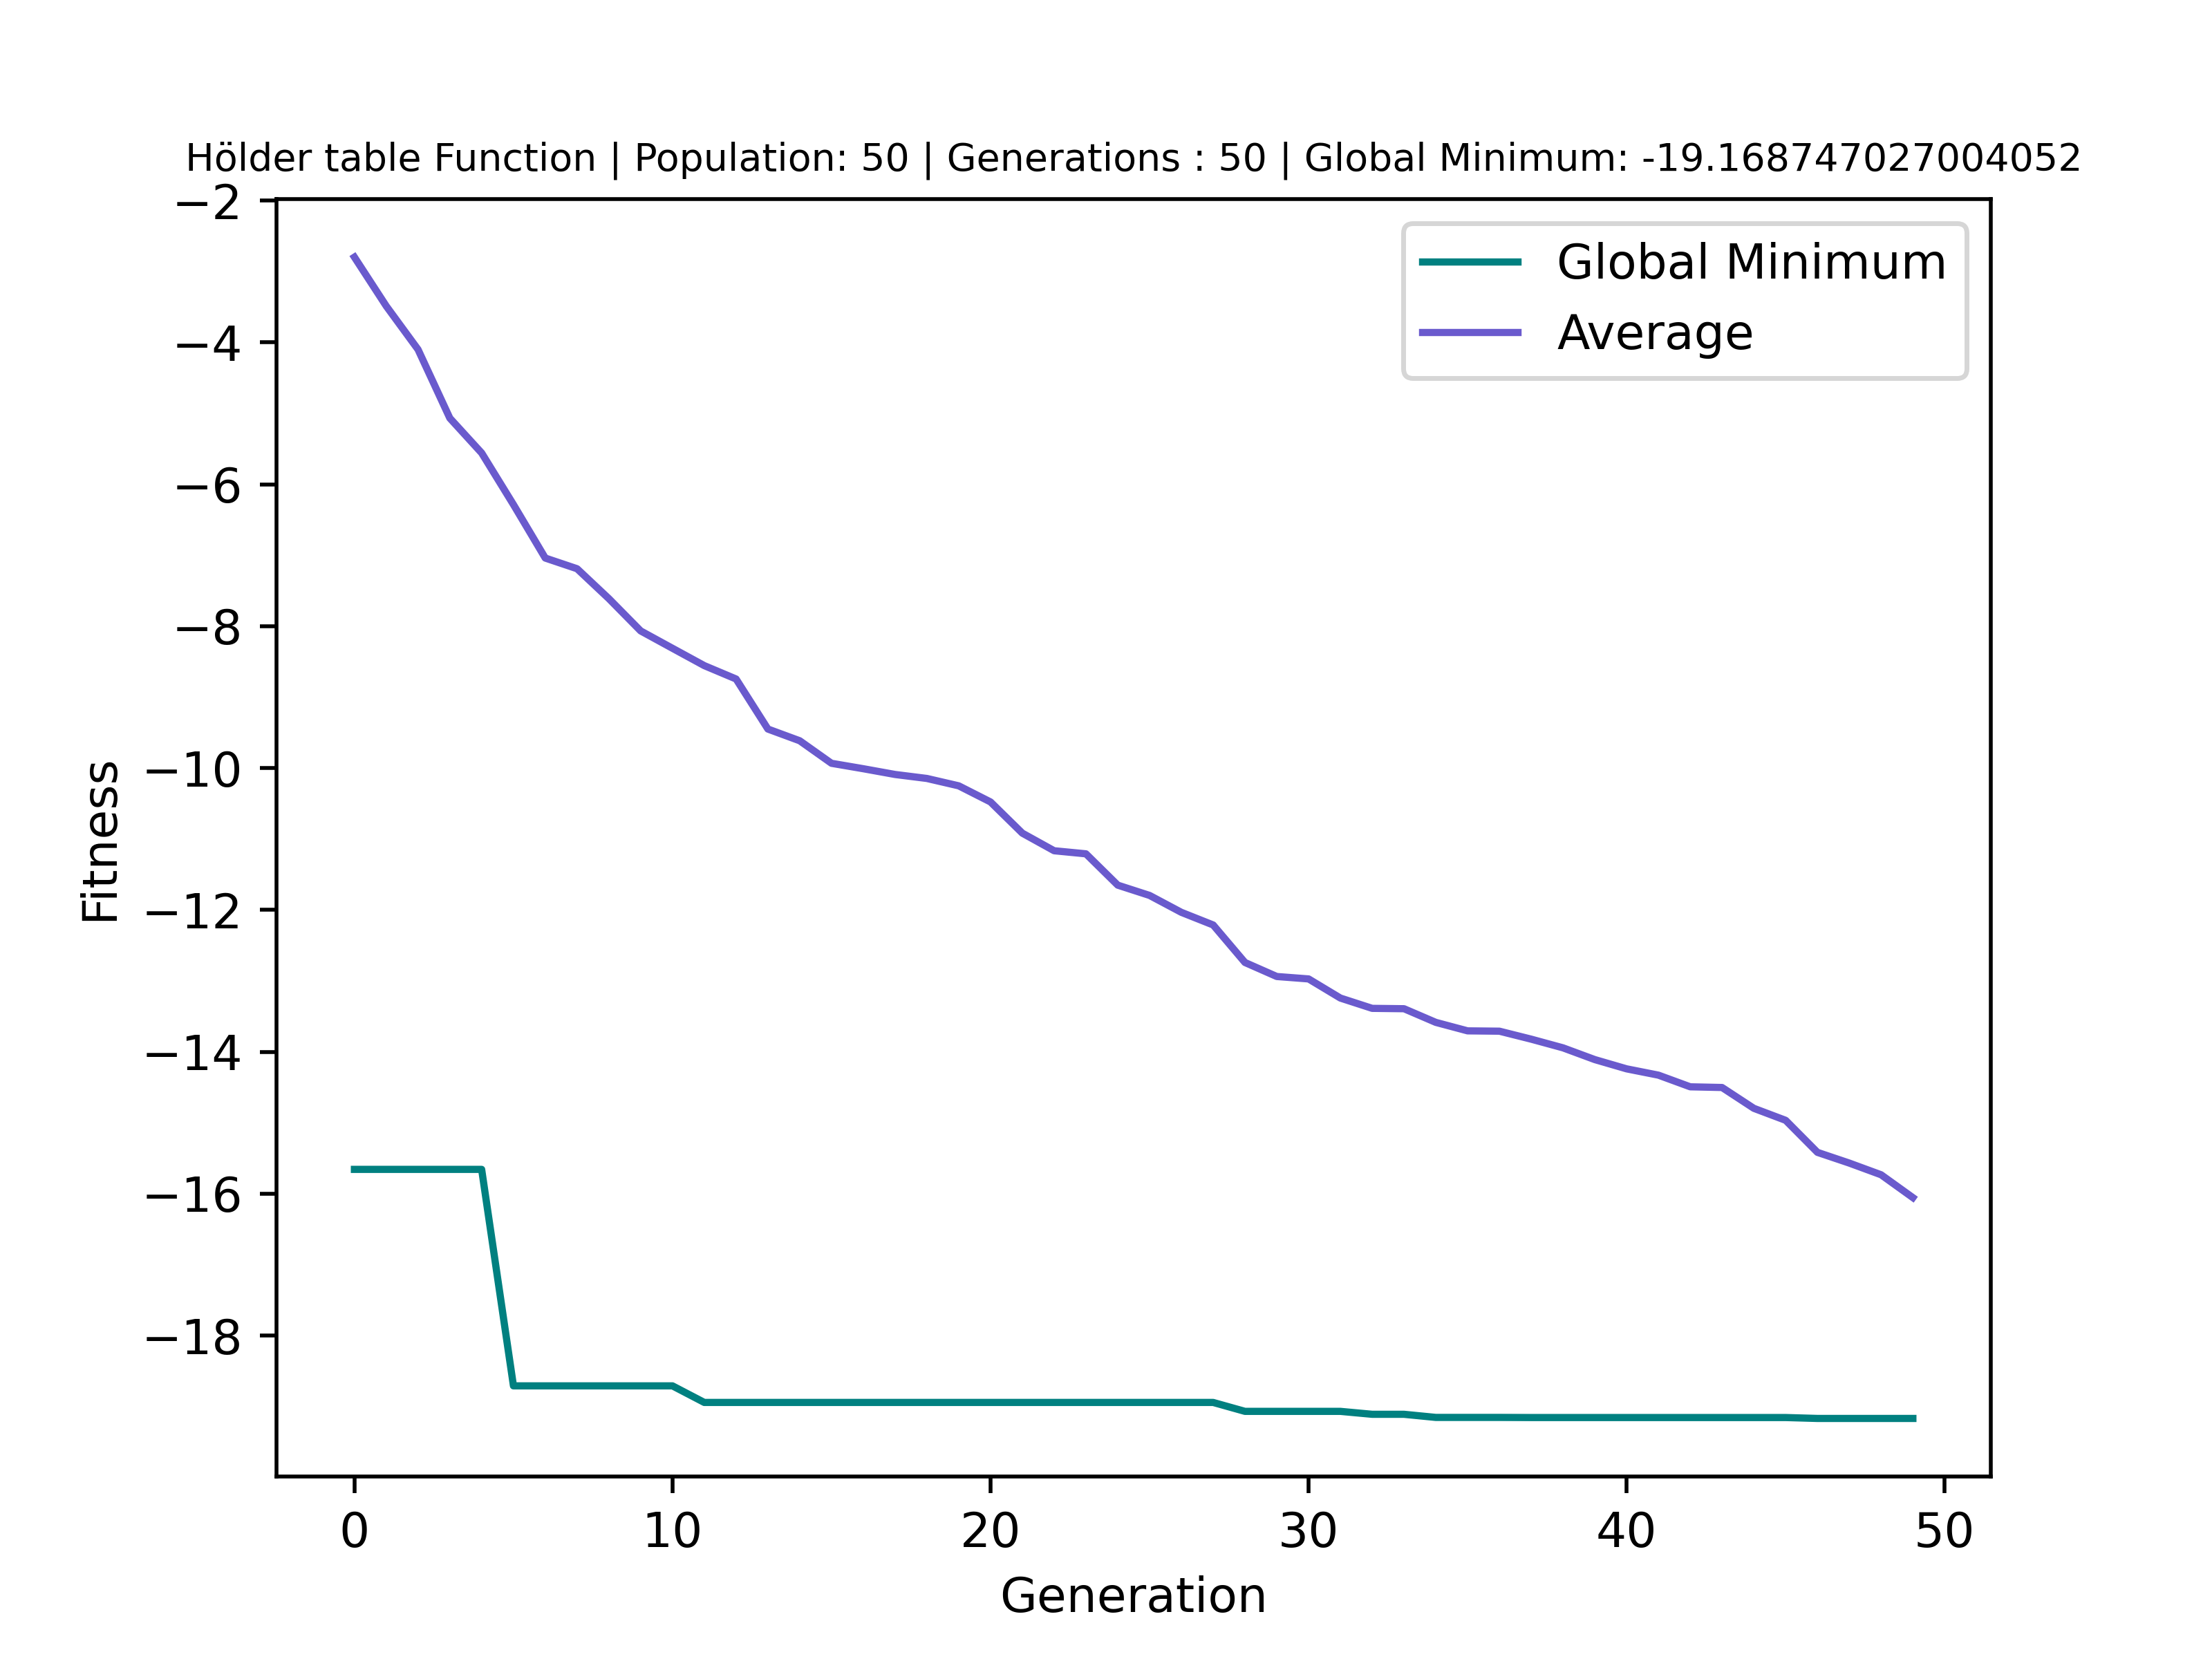 Hölder table Function | Population: 50 | Generations : 50 | Global Minimum: -19.168747027004052
Global Minimum
Average
−2
−4
−6
−8
−10
−12
−14
−16
−18
Fitness
0 10 20 30 40 50
Generation